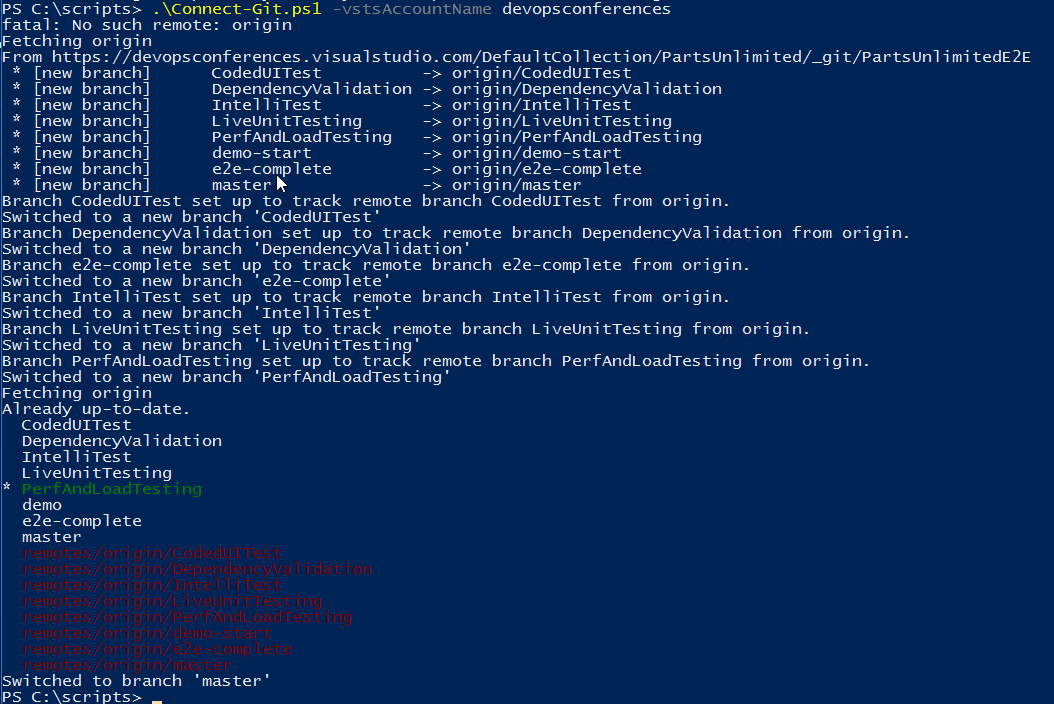 PS C:\scripts> .\Connect-Git.ps1 -vstsAccountName devopsconferences
fatal: No such remote: origin
Fetching origin
From https://devopsconferences.visualstudio.com/DefaultCollection/PartsUnlimited/_git/PartsUnlimitedE2E
 * [new branch]      CodedUITest          -> origin/CodedUITest
 * [new branch]      DependencyValidation -> origin/DependencyValidation
 * [new branch]      IntelliTest          -> origin/IntelliTest
 * [new branch]      LiveUnitTesting      -> origin/LiveUnitTesting
 * [new branch]      PerfAndLoadTesting   -> origin/PerfAndLoadTesting
 * [new branch]      demo-start           -> origin/demo-start
 * [new branch]      e2e-complete         -> origin/e2e-complete
 * [new branch]      master               -> origin/master
Branch CodedUITest set up to track remote branch CodedUITest from origin.
Switched to a new branch 'CodedUITest'
Branch DependencyValidation set up to track remote branch DependencyValidation from origin.
Switched to a new branch 'DependencyValidation'
Branch e2e-complete set up to track remote branch e2e-complete from origin.
Switched to a new branch 'e2e-complete'
Branch IntelliTest set up to track remote branch IntelliTest from origin.
Switched to a new branch 'IntelliTest'
Branch LiveUnitTesting set up to track remote branch LiveUnitTesting from origin.
Switched to a new branch 'LiveUnitTesting'
Branch PerfAndLoadTesting set up to track remote branch PerfAndLoadTesting from origin.
Switched to a new branch 'PerfAndLoadTesting'
Fetching origin
Already up-to-date.
  CodedUITest
  DependencyValidation
  IntelliTest
  LiveUnitTesting
* PerfAndLoadTesting
  demo
  e2e-complete
  master
  remotes/origin/CodedUITest
  remotes/origin/DependencyValidation
  remotes/origin/IntelliTest
  remotes/origin/LiveUnitTesting
  remotes/origin/PerfAndLoadTesting
  remotes/origin/demo-start
  remotes/origin/e2e-complete
  remotes/origin/master
Switched to branch 'master'
PS C:\scripts> _